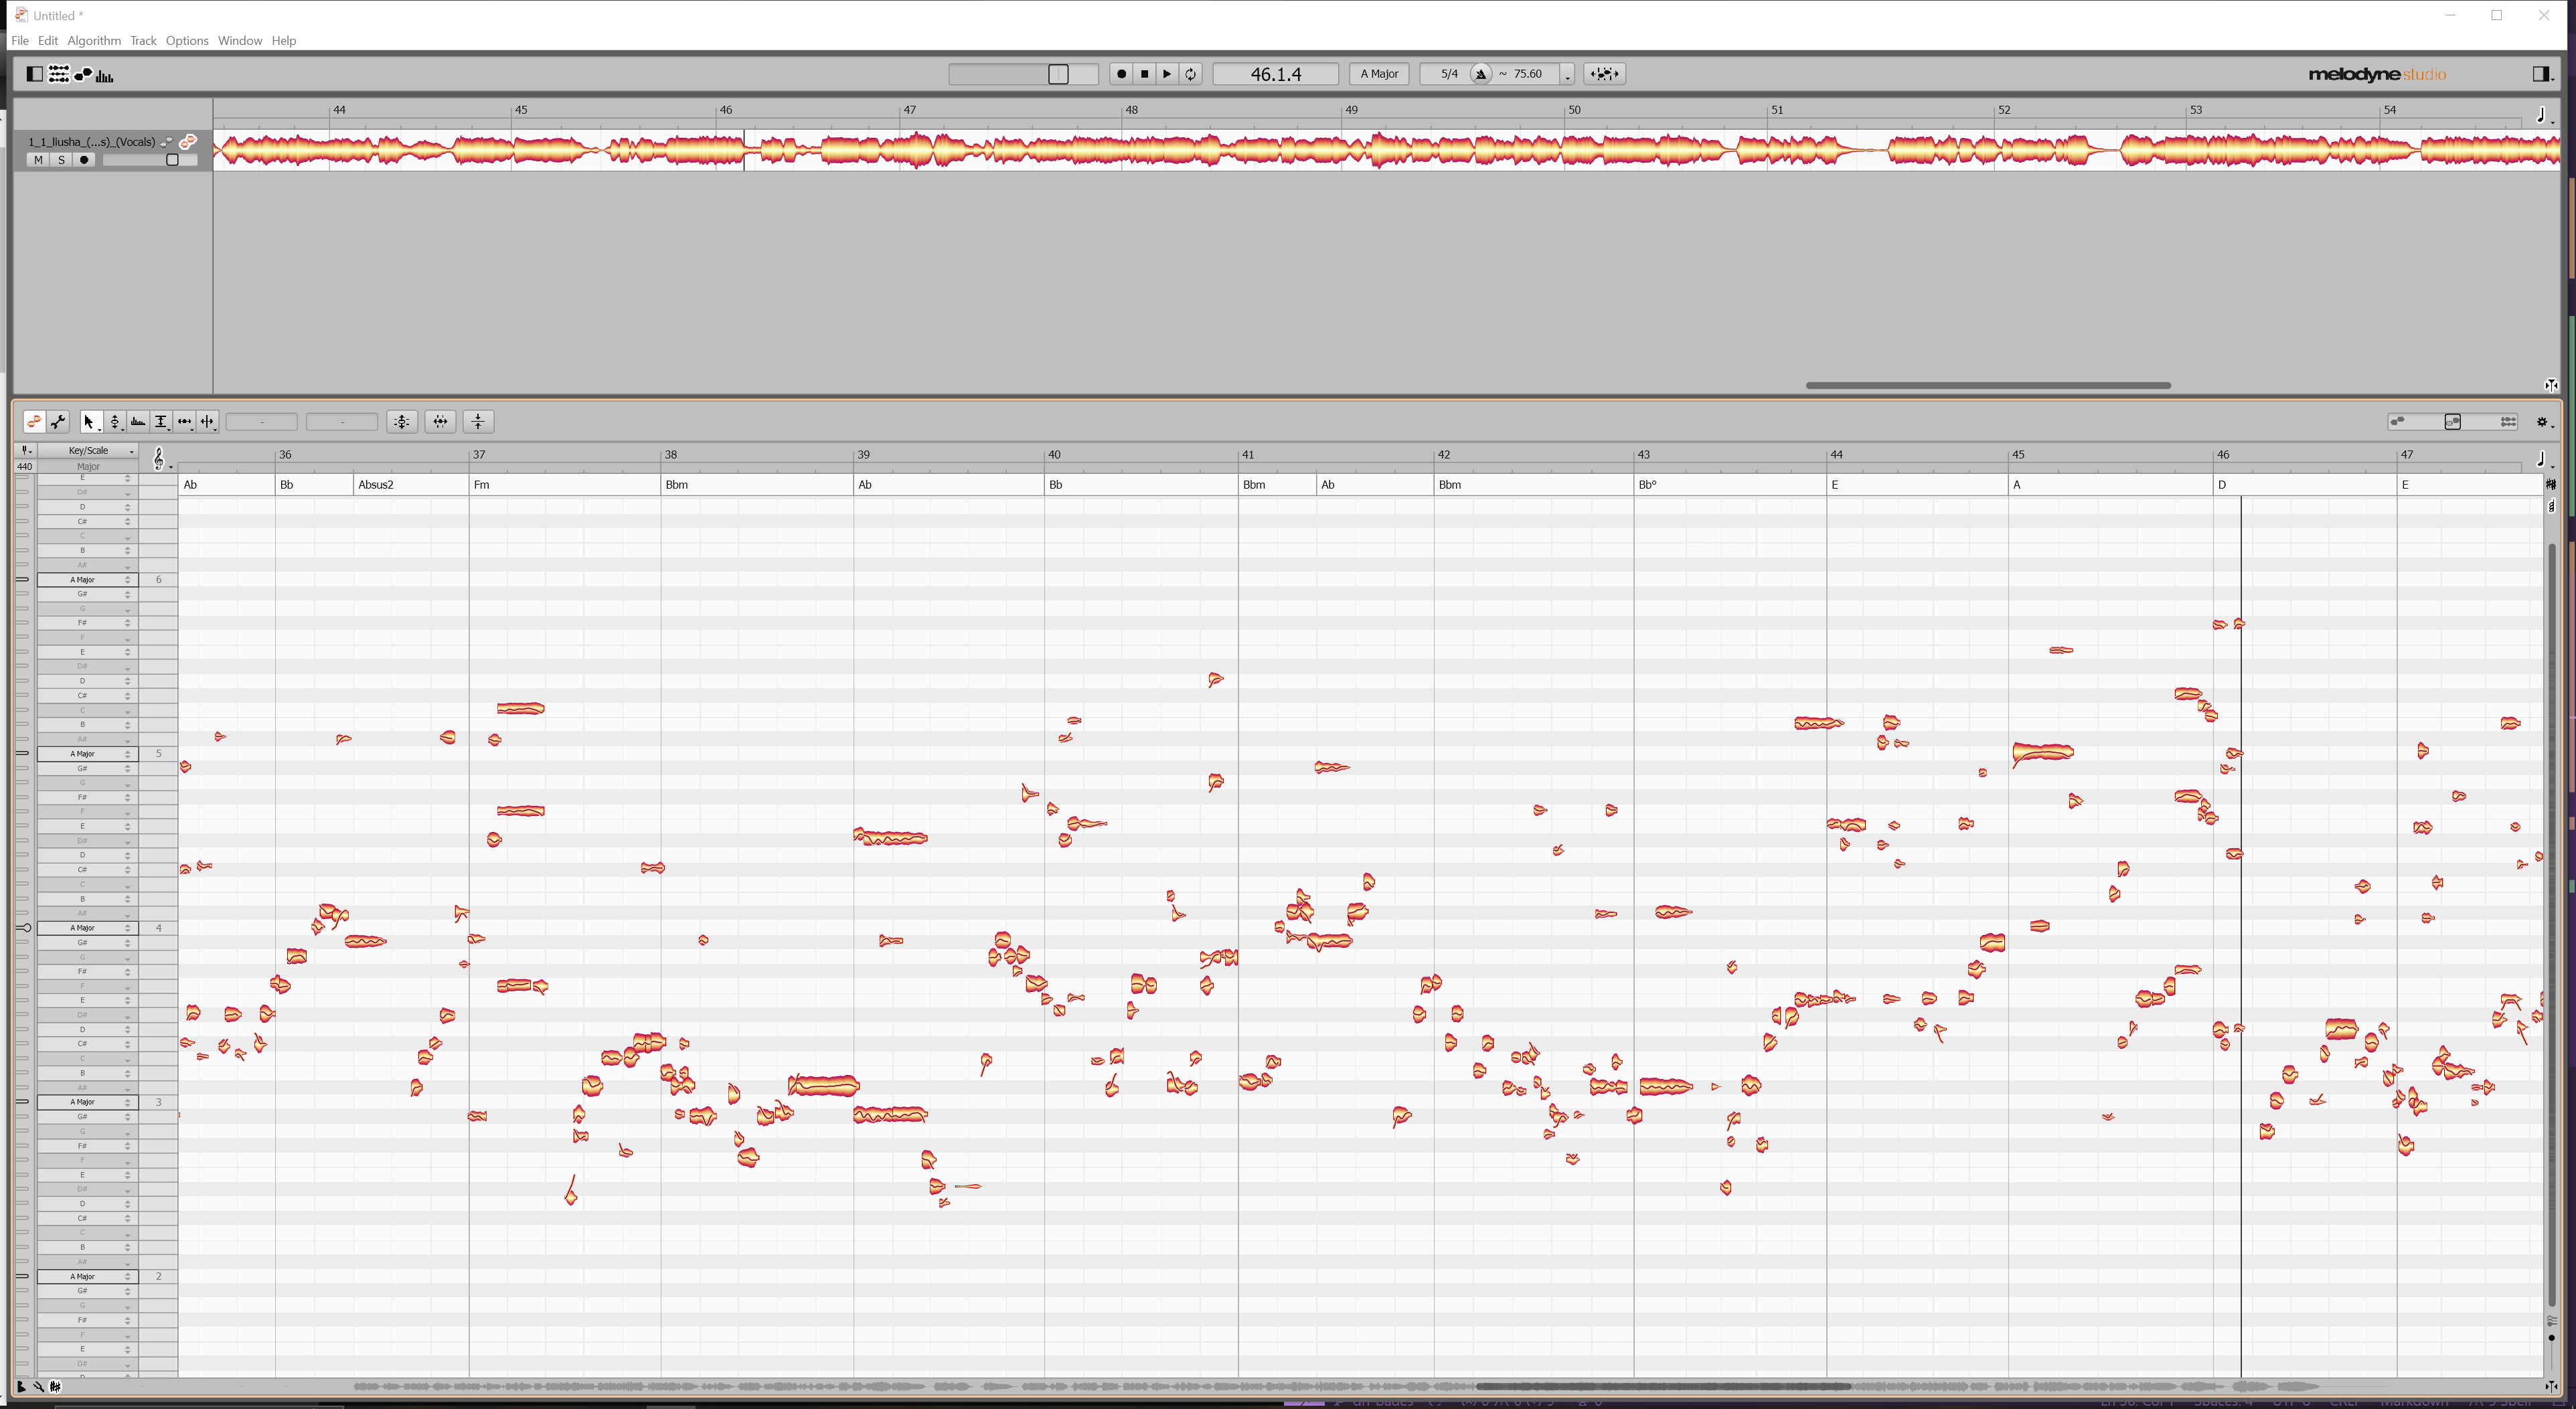 Untitled *
File Edit Algorithm Track Options Window Help
46.1.4 A Major 5/4 ~ 75.60 melodyne studio
44 45 46 47 48 49 50 51 52 53 54
1_1_liusha_(...s)_(Vocals)
M S
- -
Key/Scale 36 37 38 39 40 41 42 43 44 45 46 47
440 Major
E Ab Bb Absus2 Fm Bbm Ab Bb Bbm Ab Bbm Bb° E A D E
D#
D
C#
C
B
A#
A Major 6
G#
G
F#
F
E
D#
D
C#
C
B
A#
A Major 5
G#
G
F#
F
E
D#
D
C#
C
B
A#
A Major 4
G#
G
F#
F
E
D#
D
C#
C
B
A#
A Major 3
G#
G
F#
F
E
D#
D
C#
C
B
A#
A Major 2
G#
G
F#
F
E
D#